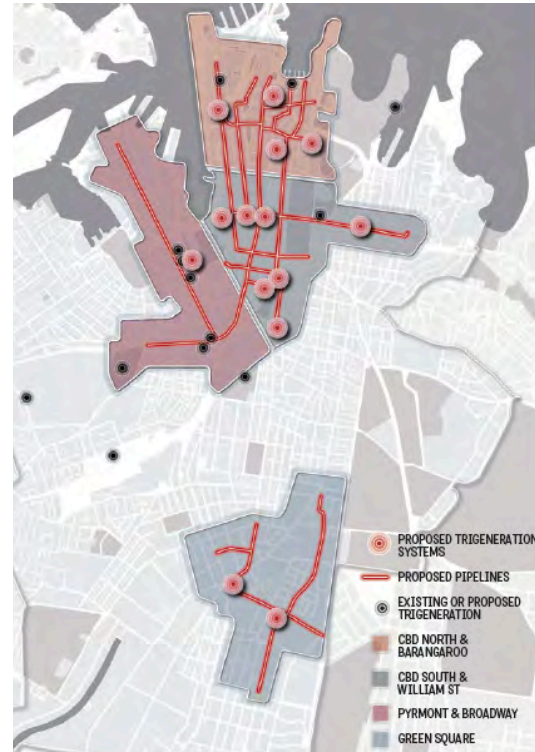 PROPOSED TRIGENERATION
SYSTEMS
PROPOSED PIPELINES
EXISTING OR PROPOSED
TRIGENERATION
CBD NORTH &
BARANGAROO
CBD SOUTH &
WILLIAM ST
PYRMONT & BROADWAY
GREEN SQUARE